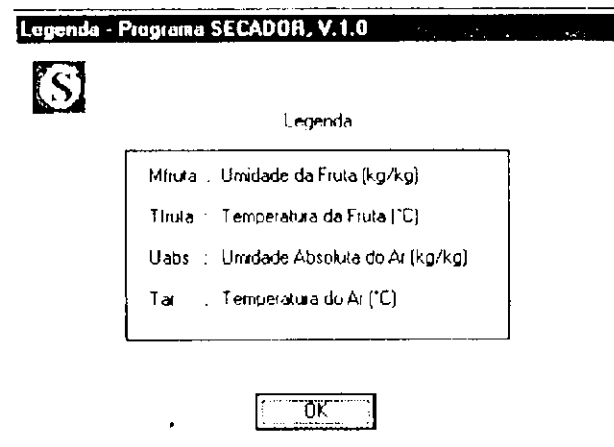 Legenda - Programa SECADOR, V.1.0
S
Legenda
Mfruta : Umidade da Fruta (kg/kg)
Tfruta : Temperatura da Fruta (°C)
Uabs : Umidade Absoluta do Ar (kg/kg)
Tar : Temperatura do Ar (°C)
OK